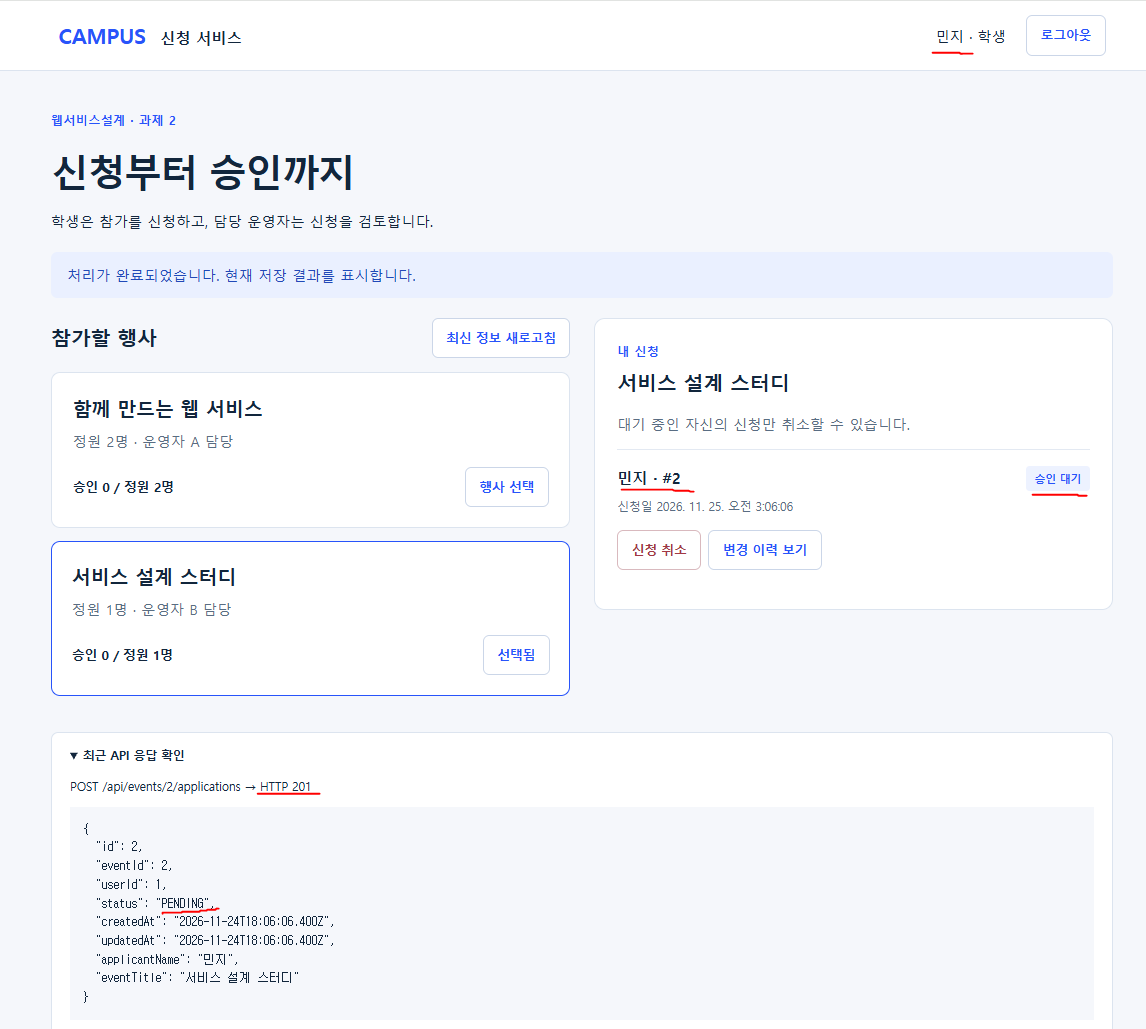 CAMPUS 신청 서비스
민지 · 학생
로그아웃
웹서비스설계 · 과제 2
신청부터 승인까지
학생은 참가를 신청하고, 담당 운영자는 신청을 검토합니다.
처리가 완료되었습니다. 현재 저장 결과를 표시합니다.
참가할 행사
최신 정보 새로고침
함께 만드는 웹 서비스
정원 2명 · 운영자 A 담당
승인 0 / 정원 2명
행사 선택
서비스 설계 스터디
정원 1명 · 운영자 B 담당
승인 0 / 정원 1명
선택됨
내 신청
서비스 설계 스터디
대기 중인 자신의 신청만 취소할 수 있습니다.
민지 · #2
승인 대기
신청일 2026. 11. 25. 오전 3:06:06
신청 취소
변경 이력 보기
▼ 최근 API 응답 확인
POST /api/events/2/applications → HTTP 201
{
"id": 2,
"eventId": 2,
"userId": 1,
"status": "PENDING",
"createdAt": "2026-11-24T18:06:06.400Z",
"updatedAt": "2026-11-24T18:06:06.400Z",
"applicantName": "민지",
"eventTitle": "서비스 설계 스터디"
}